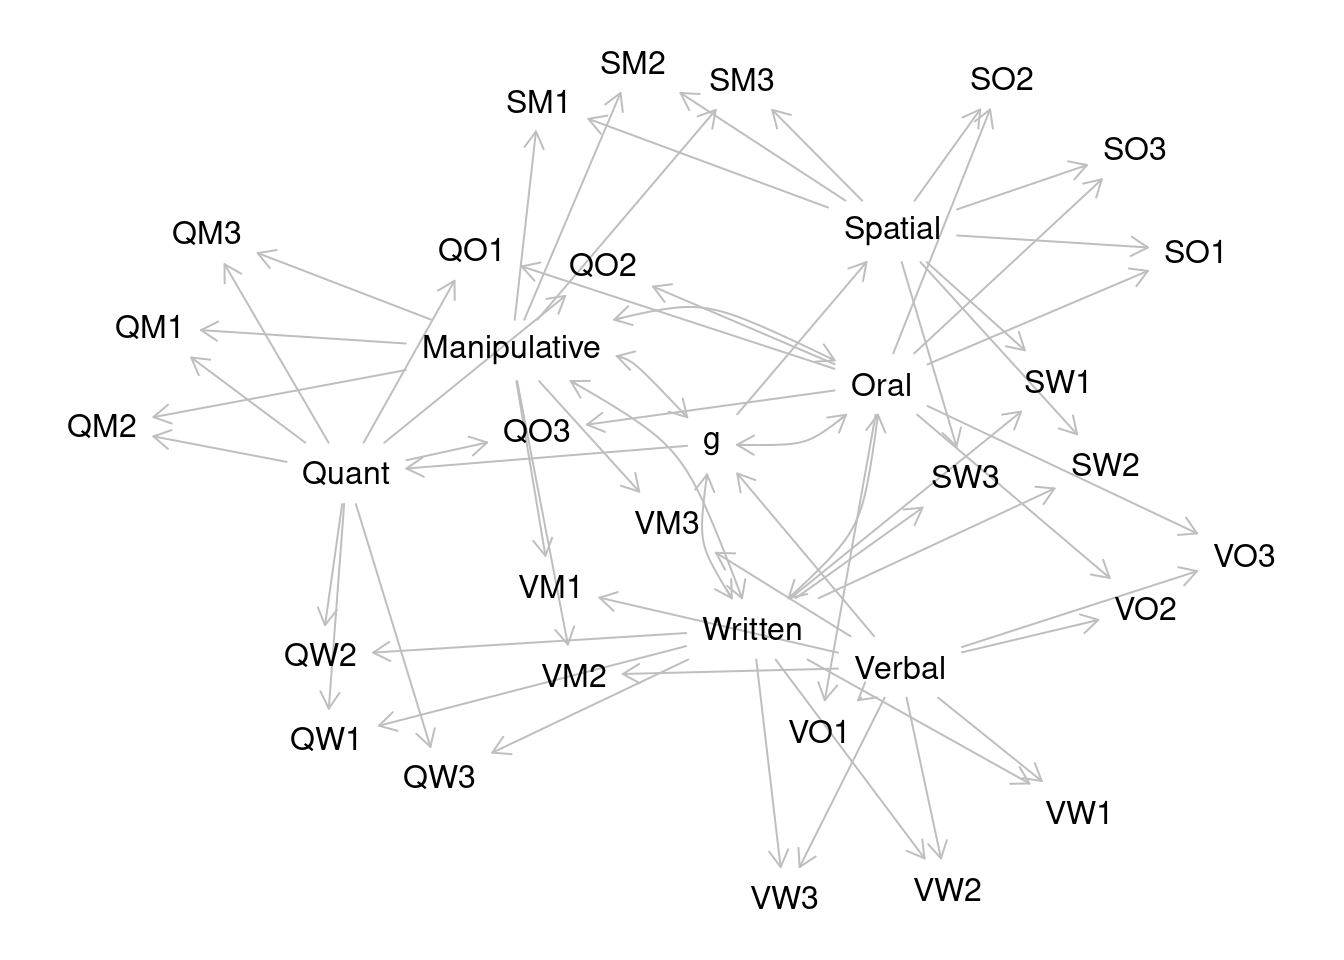 SM2
SM3
SO2
SM1
SO3
QM3
Spatial
QO1
SO1
QO2
QM1
Manipulative
SW1
Oral
QM2
QO3
g
SW2
Quant
SW3
VM3
VO3
VM1
VO2
Written
QW2
Verbal
VM2
VO1
QW1
QW3
VW1
VW2
VW3